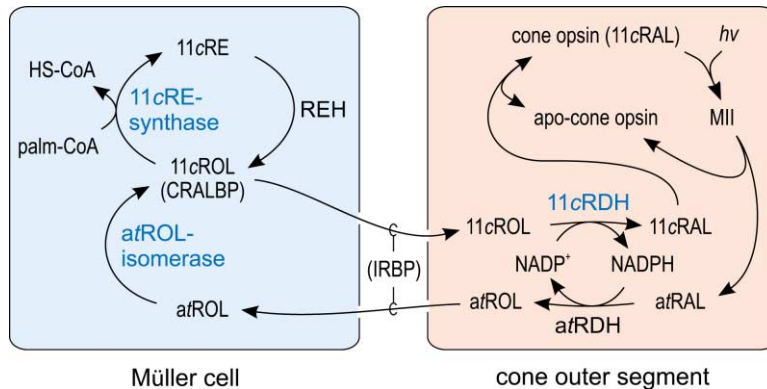 11cRE
HS-CoA
11cRE-
synthase
REH
palm-CoA
11cROL
(CRALBP)
atROL-
isomerase
atROL
Müller cell
(IRBP)
cone opsin (11cRAL)
hv
apo-cone opsin
MII
11cRDH
11cROL
11cRAL
NADP⁺
NADPH
atROL
atRAL
atRDH
cone outer segment